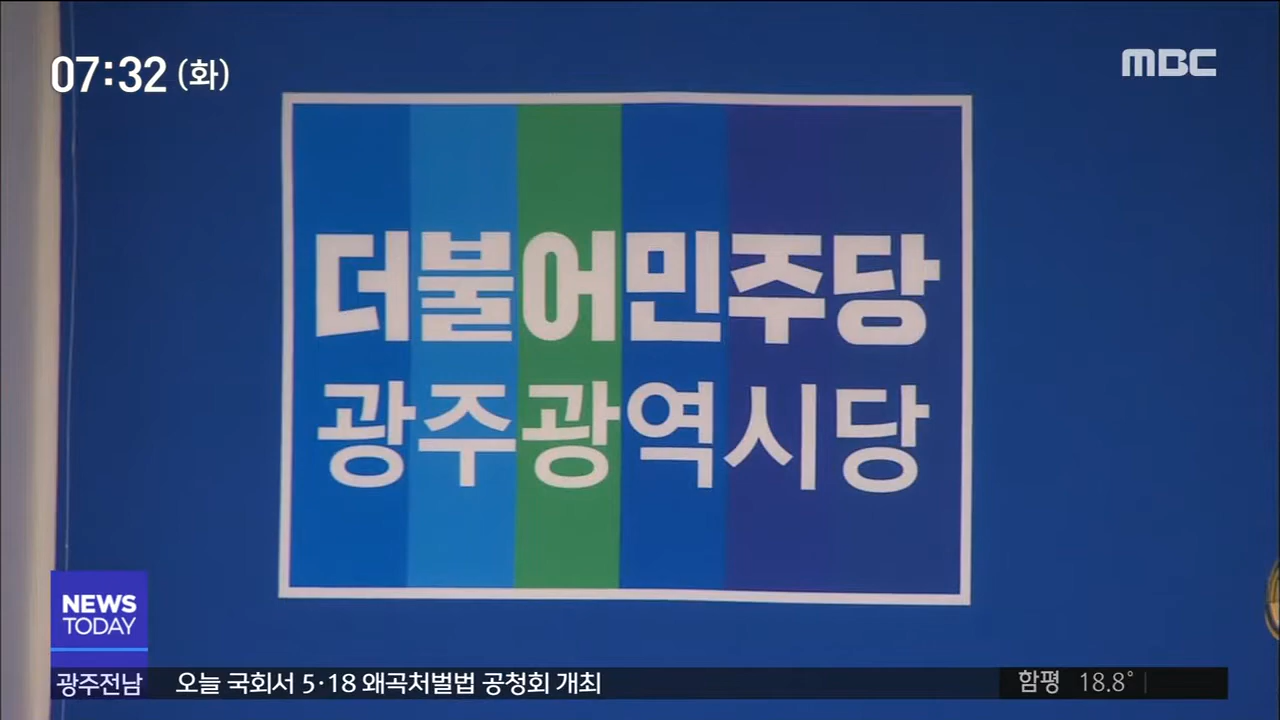 07:32 (화)
MBC
더불어민주당
광주광역시당
NEWS
TODAY
광주전남 오늘 국회서 5·18 왜곡처벌법 공청회 개최 함평 18.8°